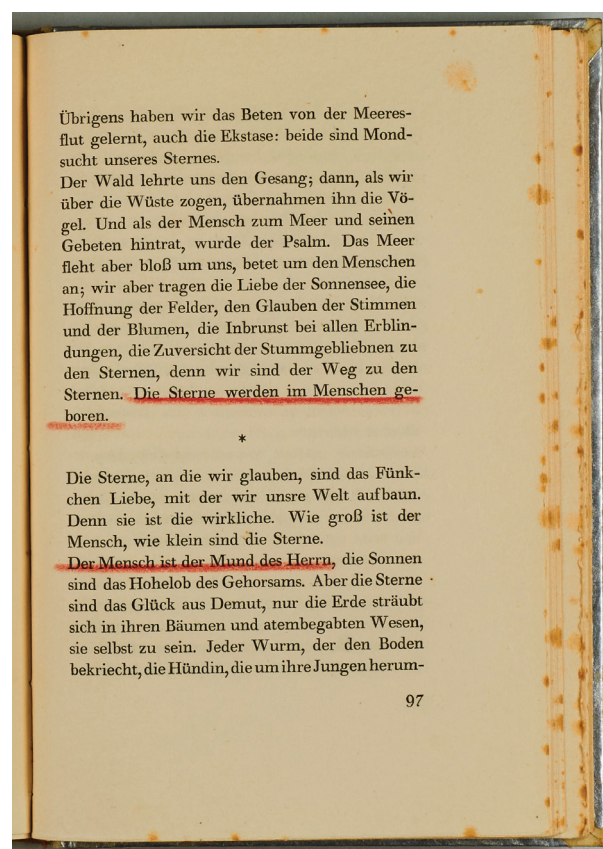 Übrigens haben wir das Beten von der Meeres-
flut gelernt, auch die Ekstase: beide sind Mond-
sucht unseres Sternes.
Der Wald lehrte uns den Gesang; dann, als wir
über die Wüste zogen, übernahmen ihn die Vö-
gel. Und als der Mensch zum Meer und seinen
Gebeten hintrat, wurde der Psalm. Das Meer
fleht aber bloß um uns, betet um den Menschen
an; wir aber tragen die Liebe der Sonnensee, die
Hoffnung der Felder, den Glauben der Stimmen
und der Blumen, die Inbrunst bei allen Erblin-
dungen, die Zuversicht der Stummgebliebnen zu
den Sternen, denn wir sind der Weg zu den
Sternen. Die Sterne werden im Menschen ge-
boren.
*
Die Sterne, an die wir glauben, sind das Fünk-
chen Liebe, mit der wir unsre Welt aufbaun.
Denn sie ist die wirkliche. Wie groß ist der
Mensch, wie klein sind die Sterne.
Der Mensch ist der Mund des Herrn, die Sonnen
sind das Hohelob des Gehorsams. Aber die Sterne
sind das Glück aus Demut, nur die Erde sträubt
sich in ihren Bäumen und atembegabten Wesen,
sie selbst zu sein. Jeder Wurm, der den Boden
bekriecht, die Hündin, die um ihre Jungen herum-
97